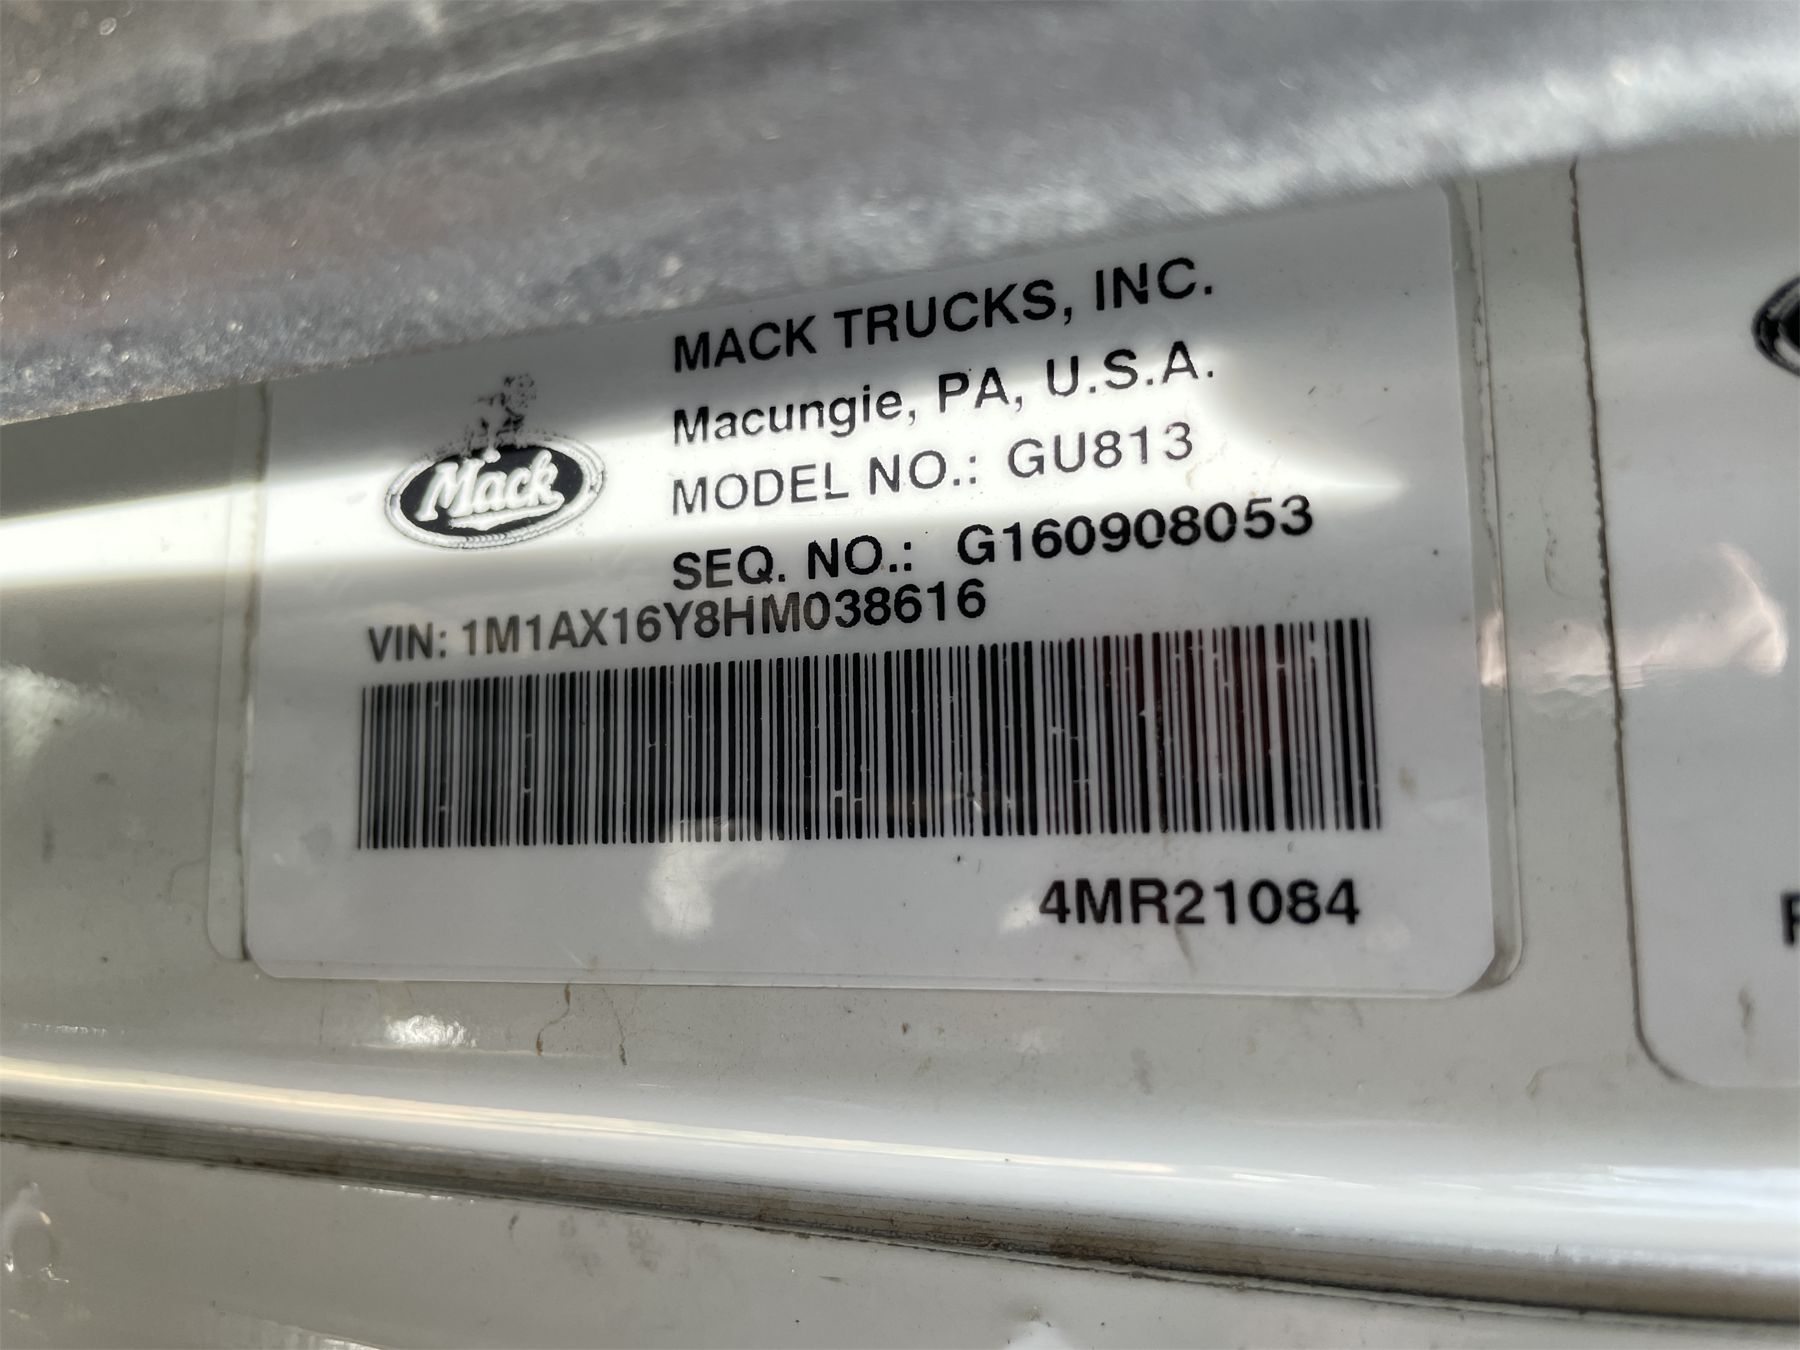 MACK TRUCKS, INC.
Macungie, PA, U.S.A.
Mack
MODEL NO.: GU813
SEQ. NO.: G160908053
VIN: 1M1AX16Y8HM038616
4MR21084